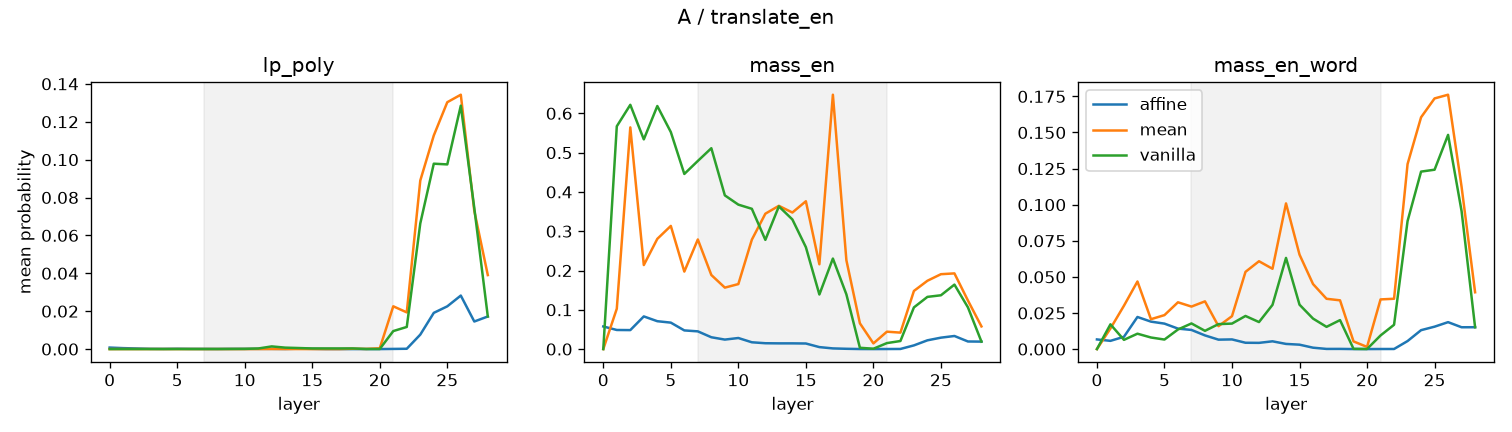 A / translate_en
lp_poly
mean probability
0.14
0.12
0.10
0.08
0.06
0.04
0.02
0.00
0 5 10 15 20 25
layer
mass_en
0.6
0.5
0.4
0.3
0.2
0.1
0.0
0 5 10 15 20 25
layer
mass_en_word
affine
mean
vanilla
0.175
0.150
0.125
0.100
0.075
0.050
0.025
0.000
0 5 10 15 20 25
layer